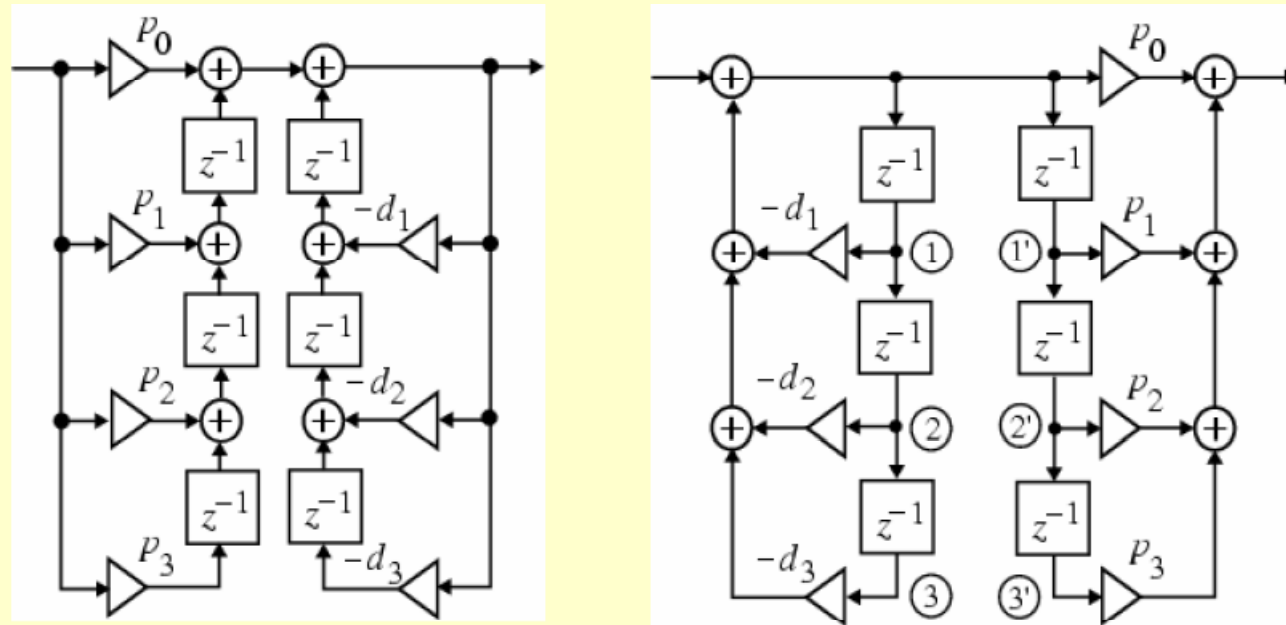 p₀
+
+
z⁻¹
z⁻¹
p₁
+
+
-d₁
z⁻¹
z⁻¹
p₂
+
+
-d₂
z⁻¹
z⁻¹
p₃
-d₃
+
p₀
+
z⁻¹
z⁻¹
-d₁
+
1
1'
p₁
+
z⁻¹
z⁻¹
-d₂
+
2
2'
p₂
+
z⁻¹
z⁻¹
-d₃
3
3'
p₃